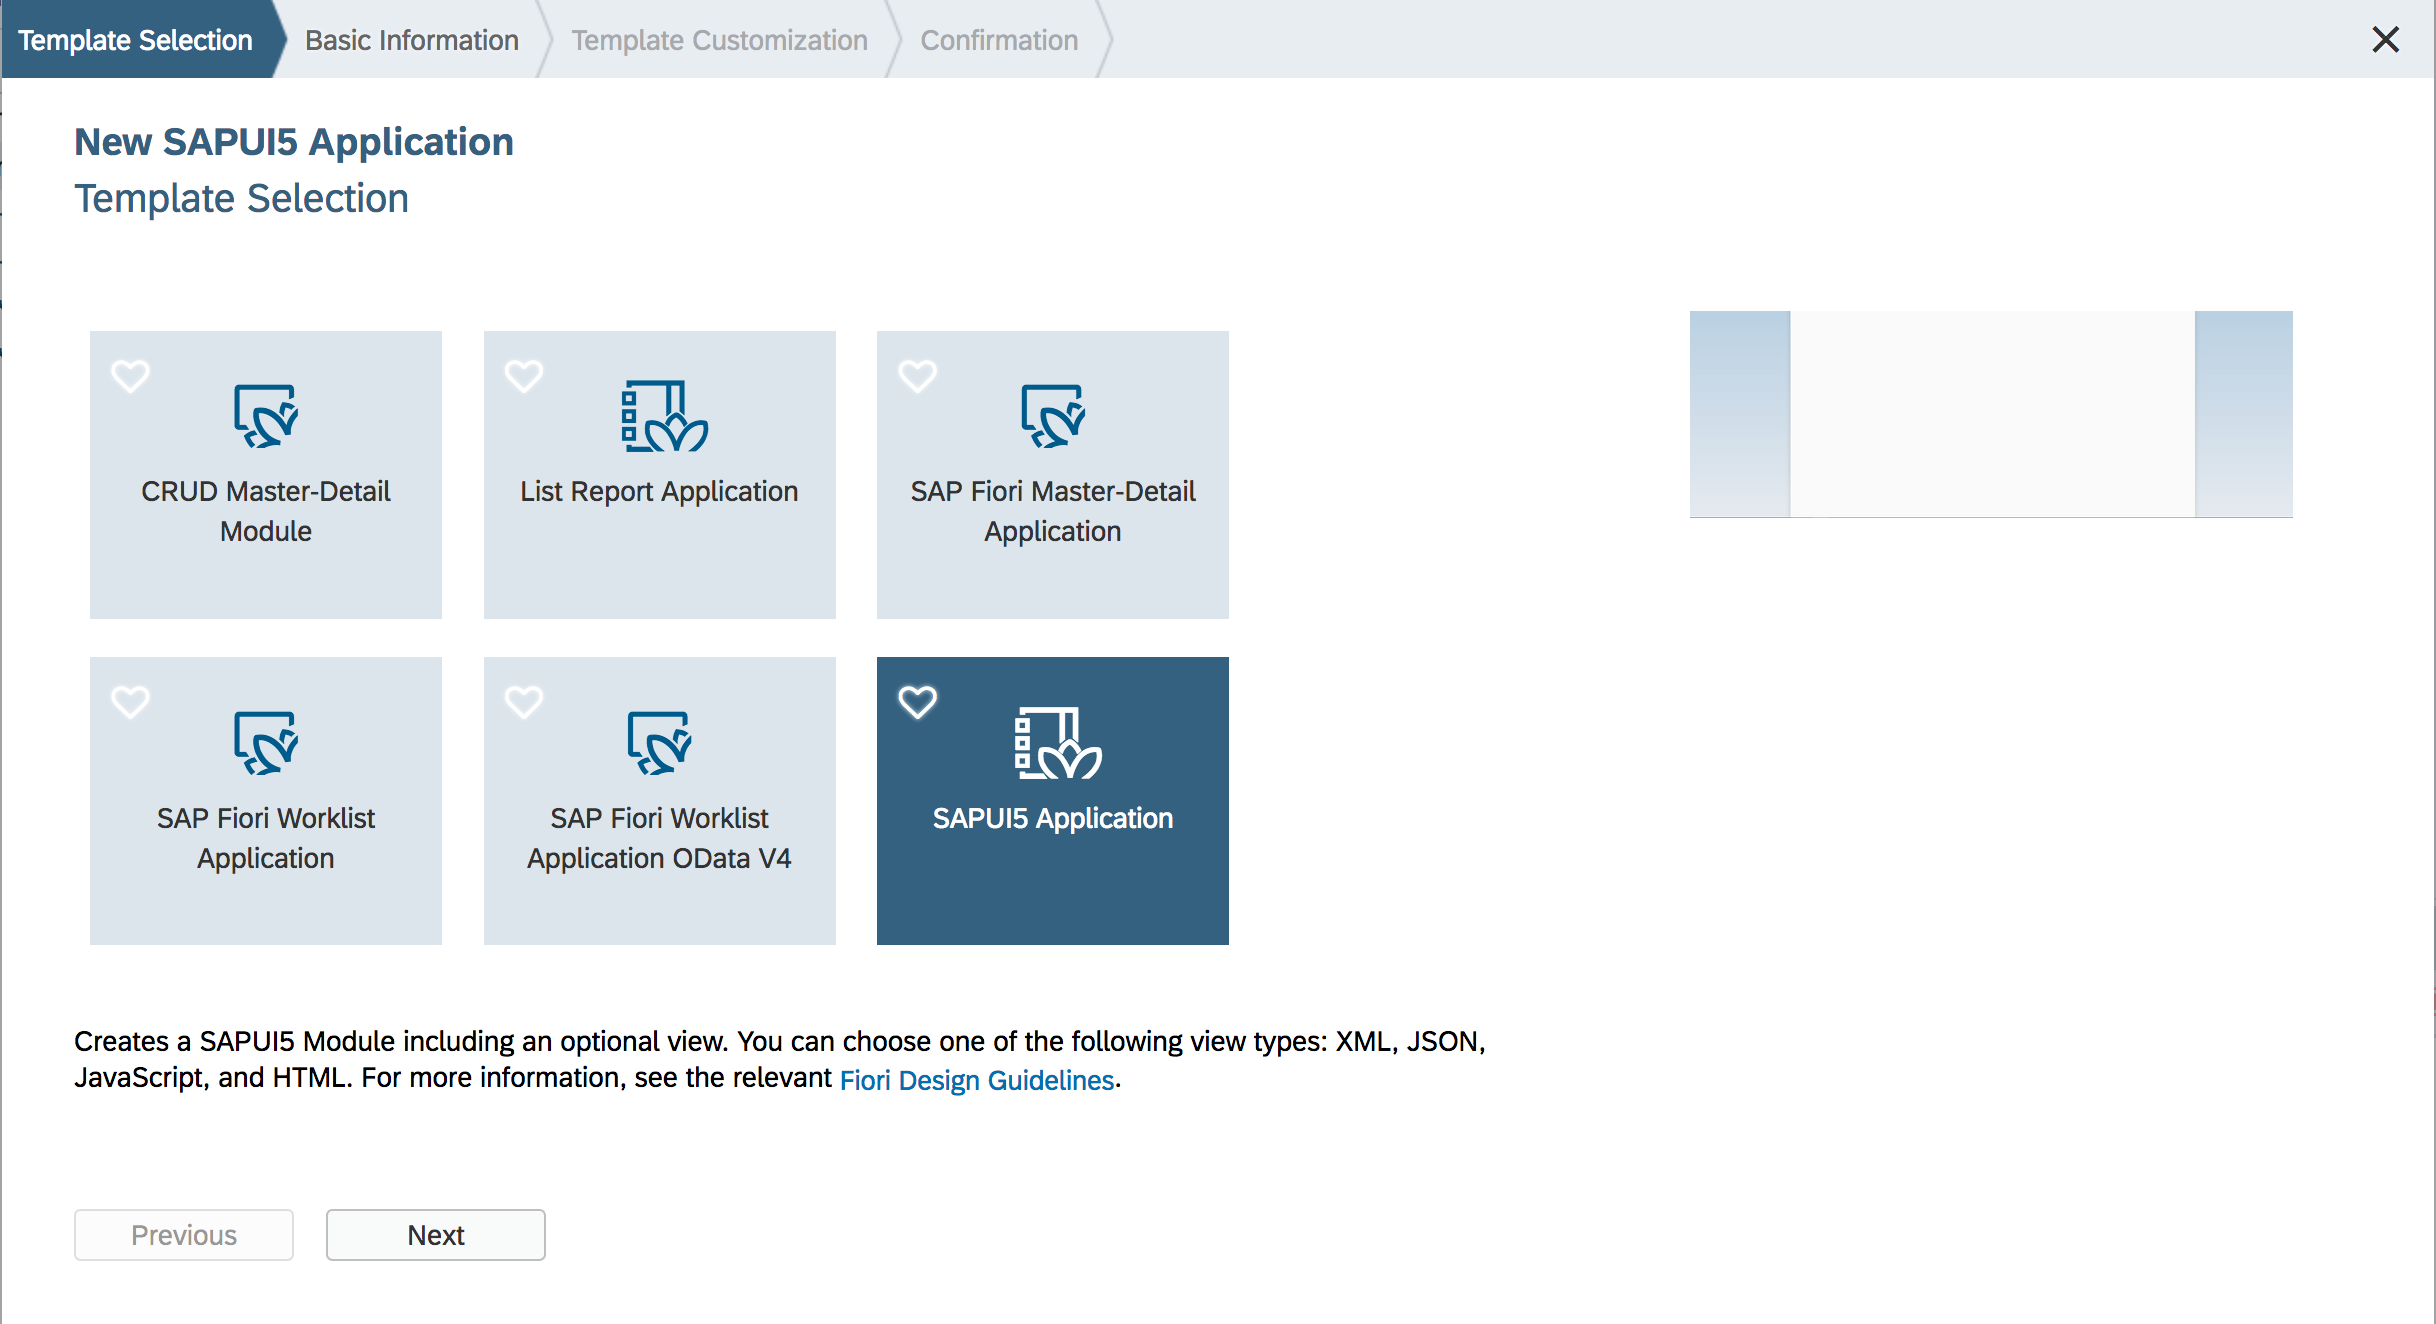 Template Selection
Basic Information
Template Customization
Confirmation
New SAPUI5 Application
Template Selection
CRUD Master-Detail
Module
List Report Application
SAP Fiori Master-Detail
Application
SAP Fiori Worklist
Application
SAP Fiori Worklist
Application OData V4
SAPUI5 Application
Creates a SAPUI5 Module including an optional view. You can choose one of the following view types: XML, JSON,
JavaScript, and HTML. For more information, see the relevant Fiori Design Guidelines.
Previous
Next